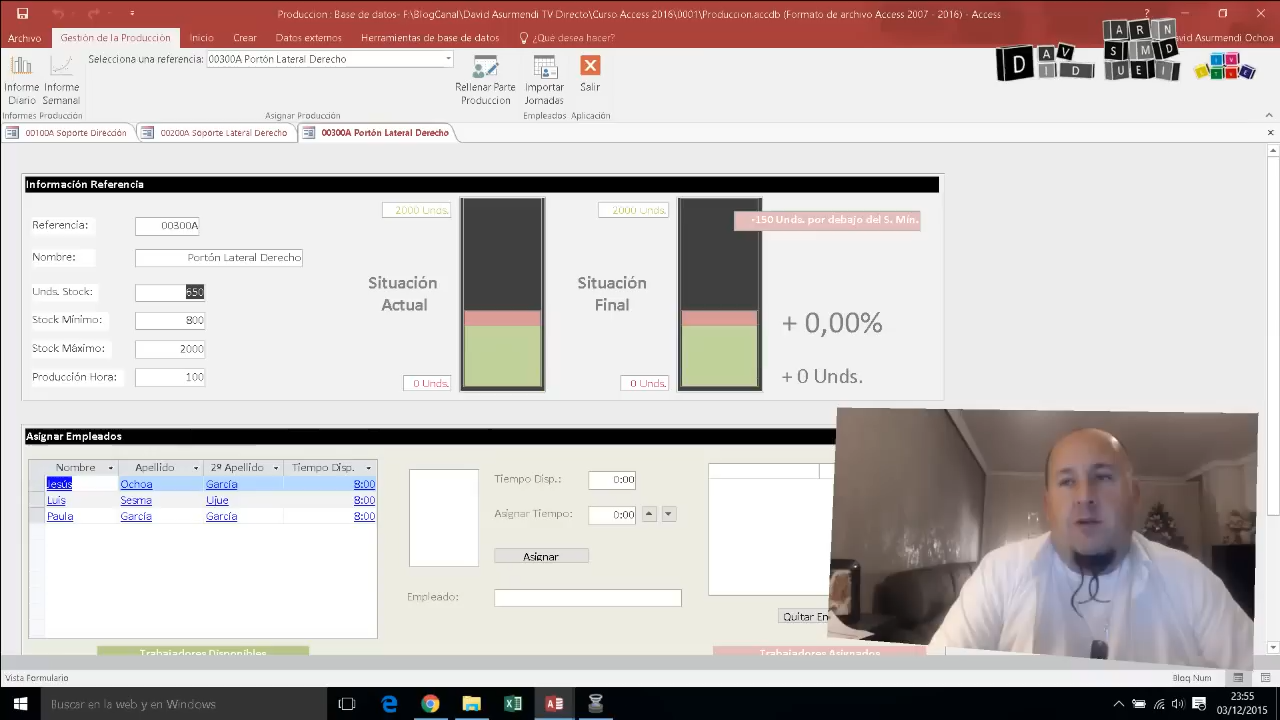 Produccion : Base de datos- F:\BlogCanal\David Asurmendi TV Directo\Curso Access 2016\0001\Produccion.accdb (Formato de archivo Access 2007 - 2016) - Access
Archivo Gestión de la Producción Inicio Crear Datos externos Herramientas de base de datos ¿Qué desea hacer? David Asurmendi Ochoa
Selecciona una referencia: 00300A Portón Lateral Derecho
Informe Diario
Informe Semanal
Rellenar Parte Produccion
Importar Jornadas
Salir
Informes Producción Asignar Producción Empleados Aplicación
DAVID
ARN
SMD
UEI
00100A Soporte Dirección 00200A Soporte Lateral Derecho 00300A Portón Lateral Derecho
Información Referencia
Referencia: 00300A
Nombre: Portón Lateral Derecho
Unds. Stock: 650
Stock Mínimo: 800
Stock Máximo: 2000
Producción Hora: 100
2000 Unds.
Situación
Actual
0 Unds.
2000 Unds.
Situación
Final
0 Unds.
-150 Unds. por debajo del S. Min.
+ 0,00%
+ 0 Unds.
Asignar Empleados
Nombre Apellido 2º Apellido Tiempo Disp.
Jesús Ochoa García 8:00
Luis Sesma Ujue 8:00
Paula García García 8:00
Tiempo Disp.: 0:00
Asignar Tiempo: 0:00
Asignar
Empleado:
Quitar
Trabajadores Disponibles
Trabajadores Asignados
Vista Formulario
Bloq Num
Buscar en la web y en Windows
23:55
03/12/2015